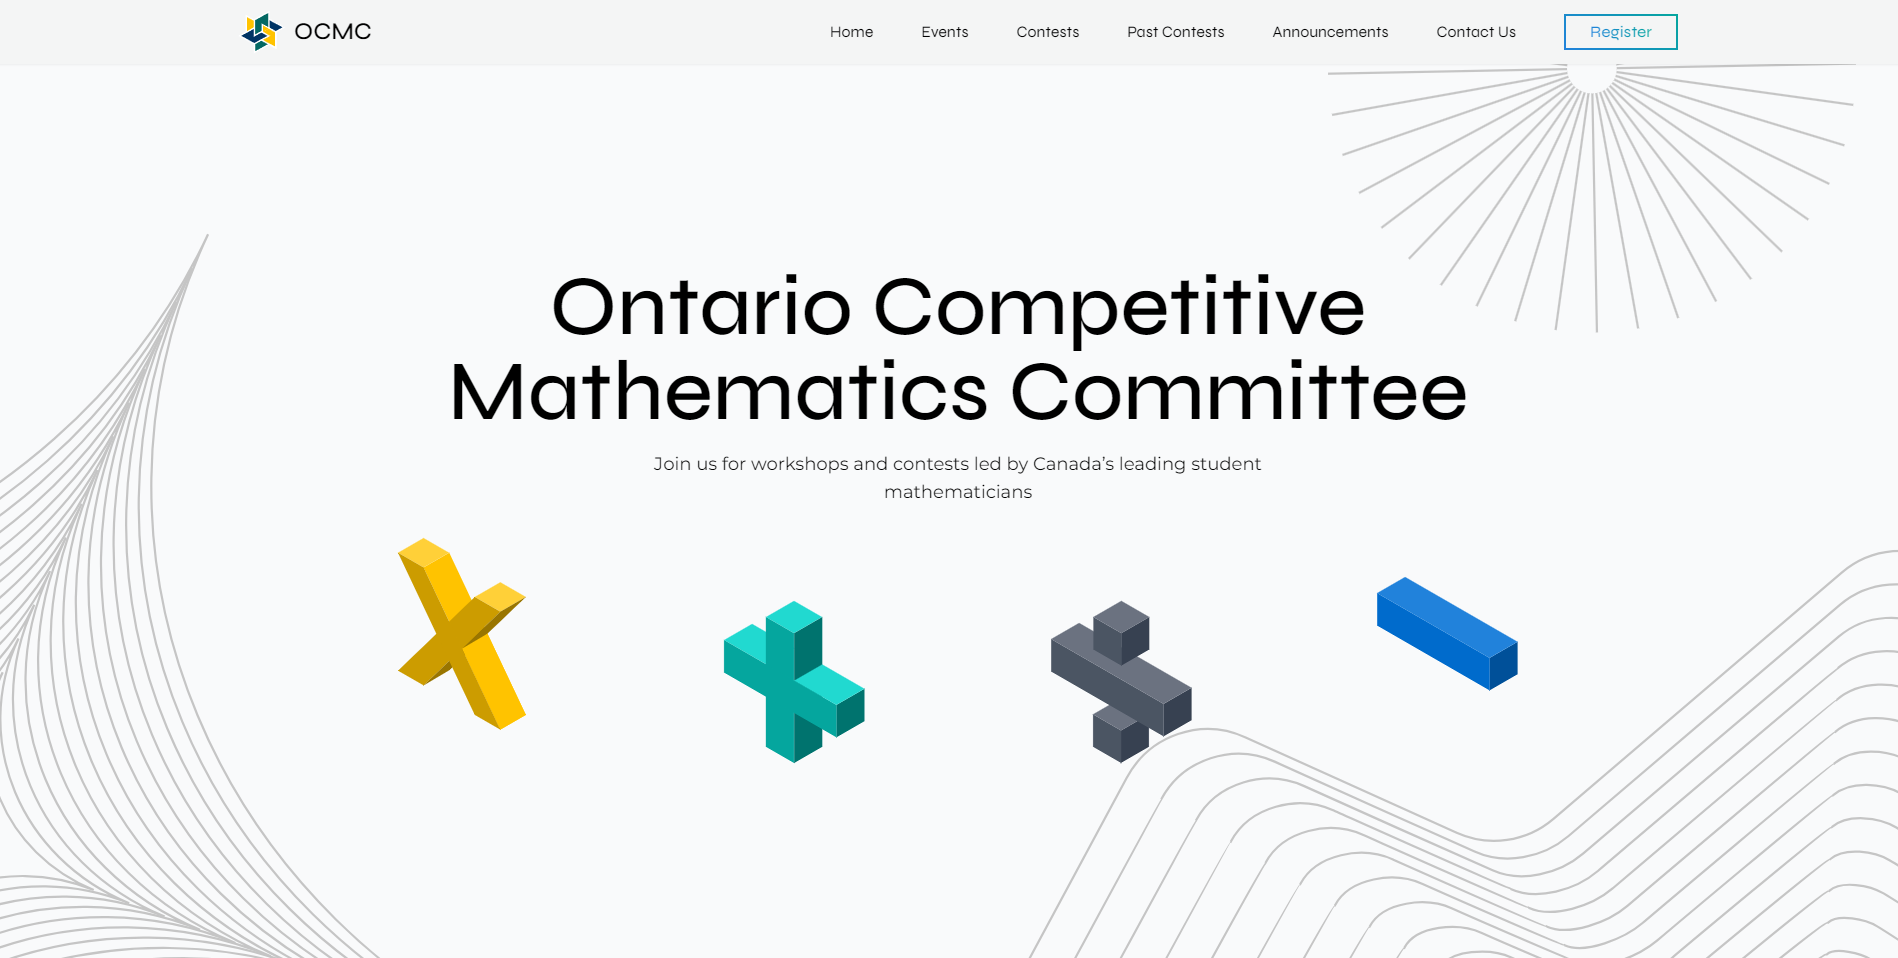 OCMC
Home
Events
Contests
Past Contests
Announcements
Contact Us
Register
Ontario Competitive
Mathematics Committee
Join us for workshops and contests led by Canada’s leading student
mathematicians